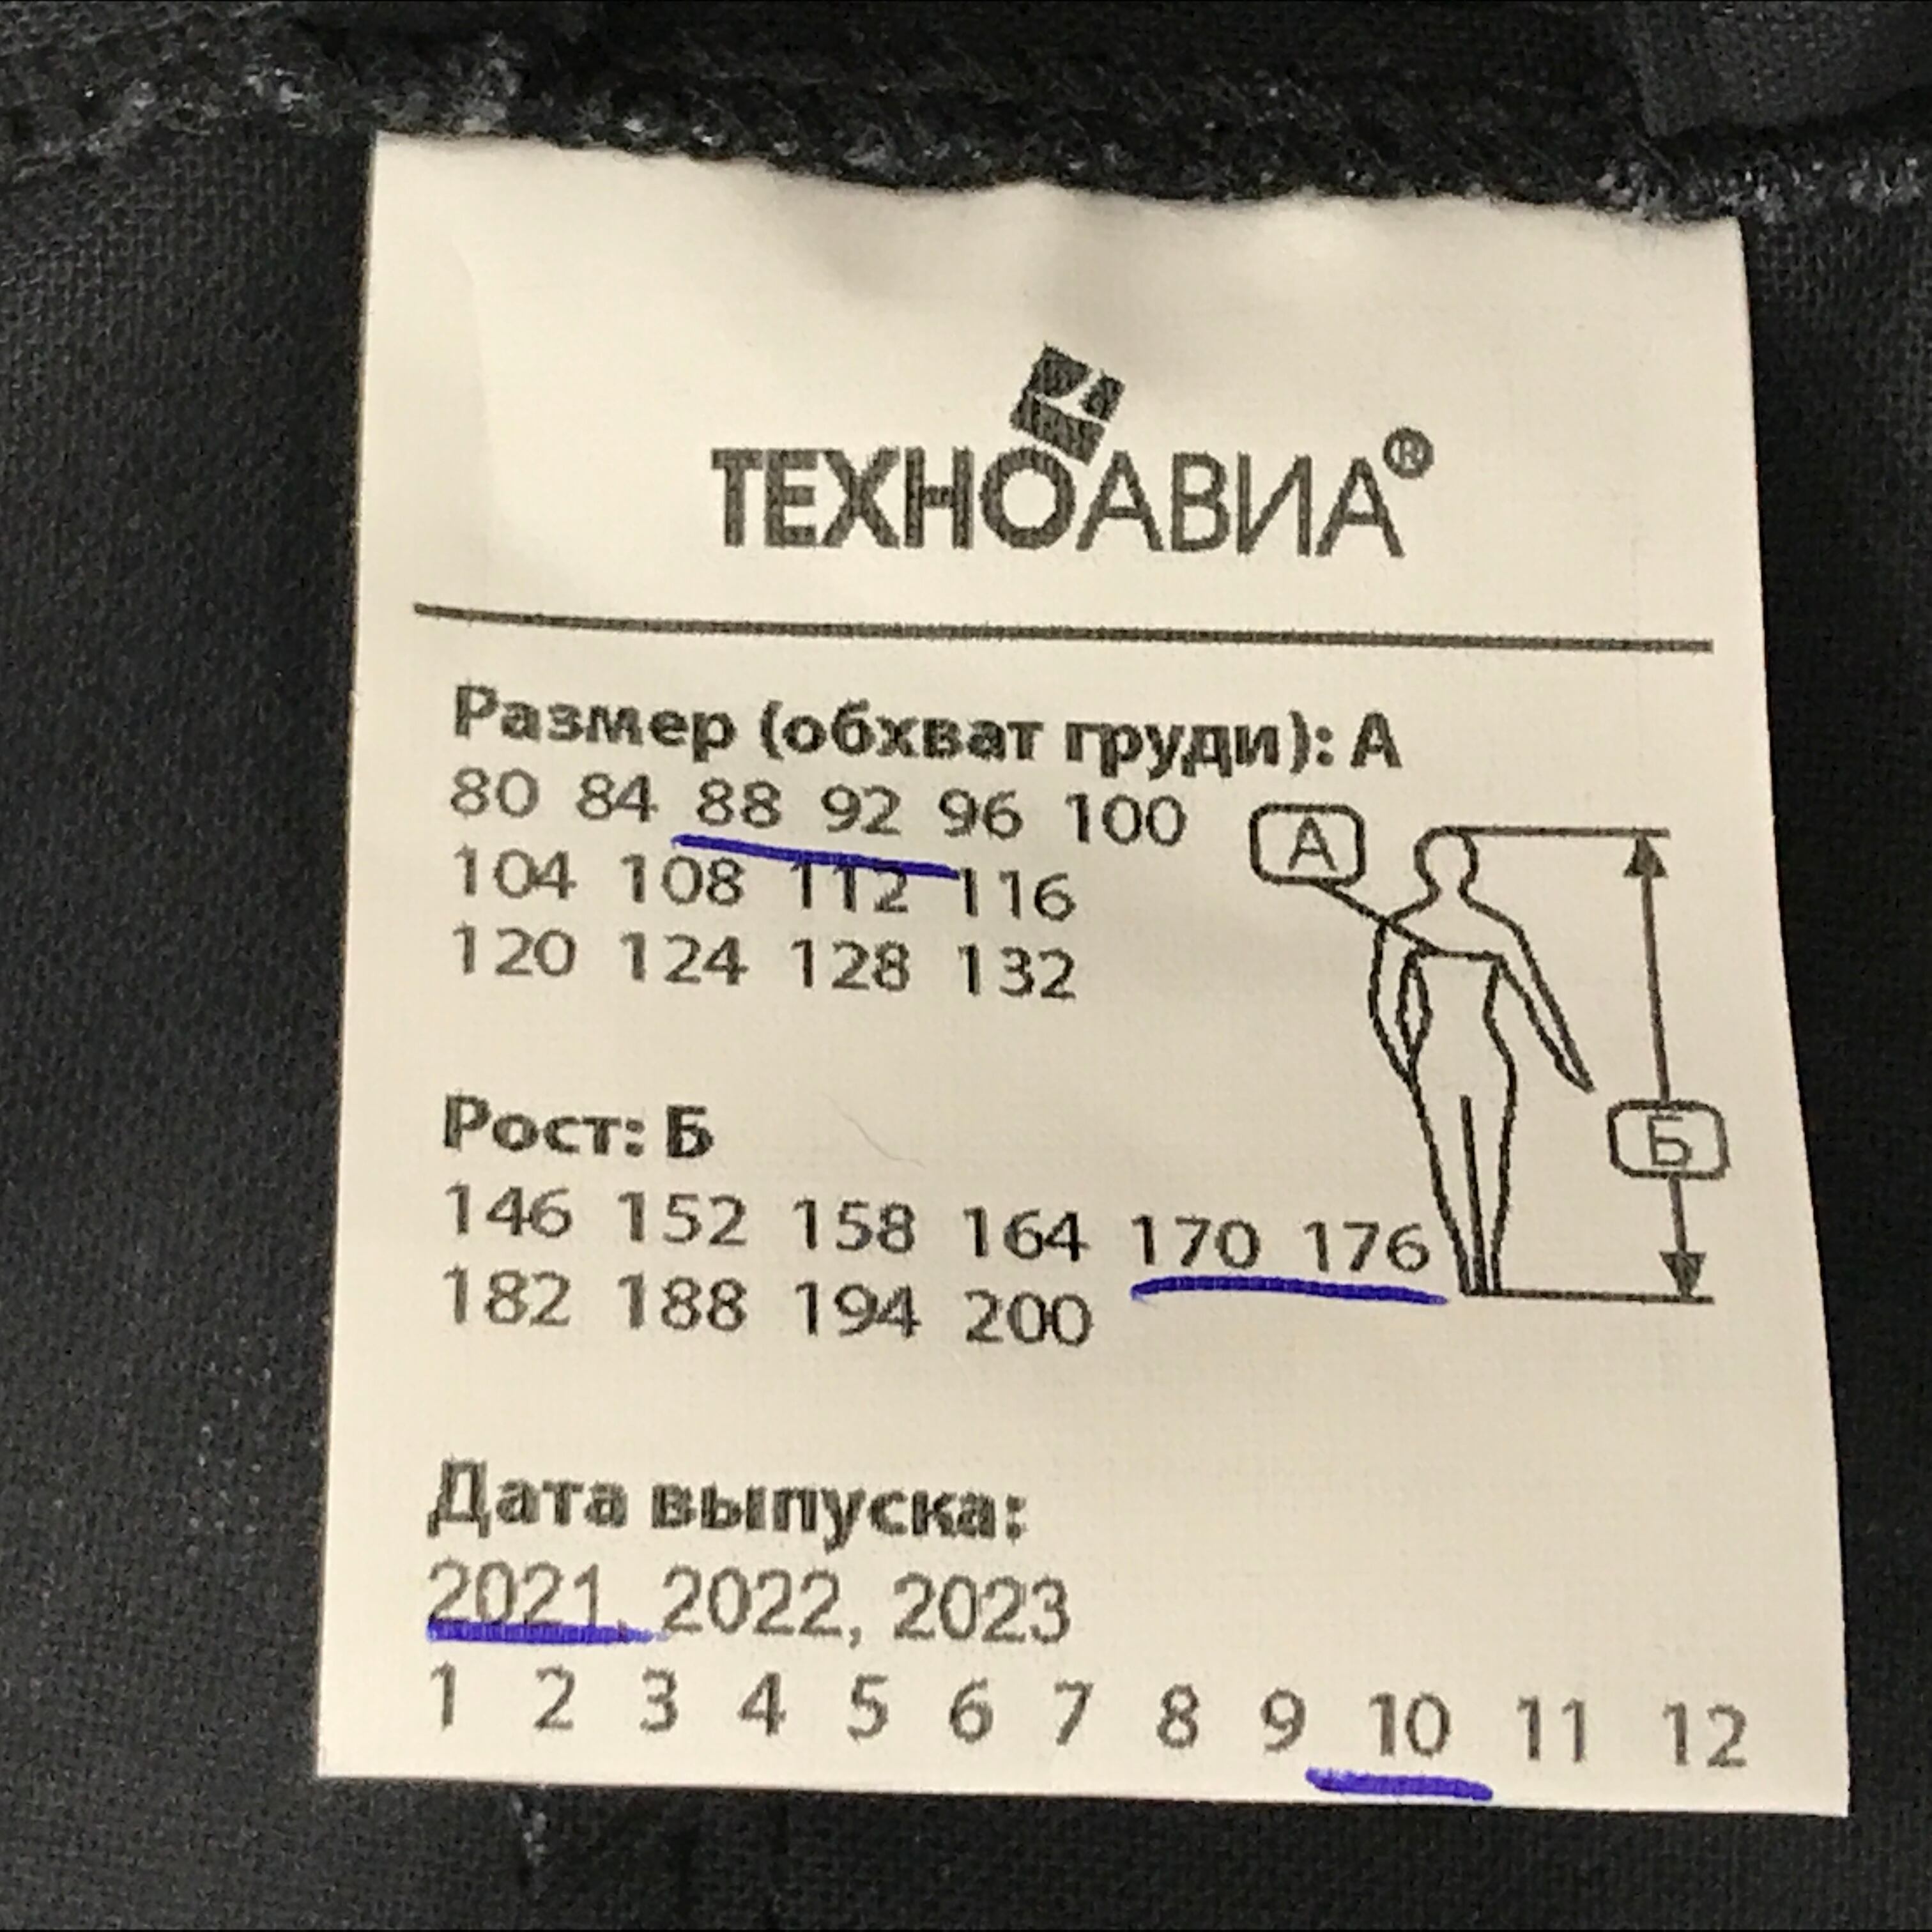 ТЕХНОАВИА®
Размер (обхват груди): А
80 84 88 92 96 100
104 108 112 116
120 124 128 132
А
Рост: Б
146 152 158 164 170 176
182 188 194 200
Б
Дата выпуска:
2021, 2022, 2023
1 2 3 4 5 6 7 8 9 10 11 12